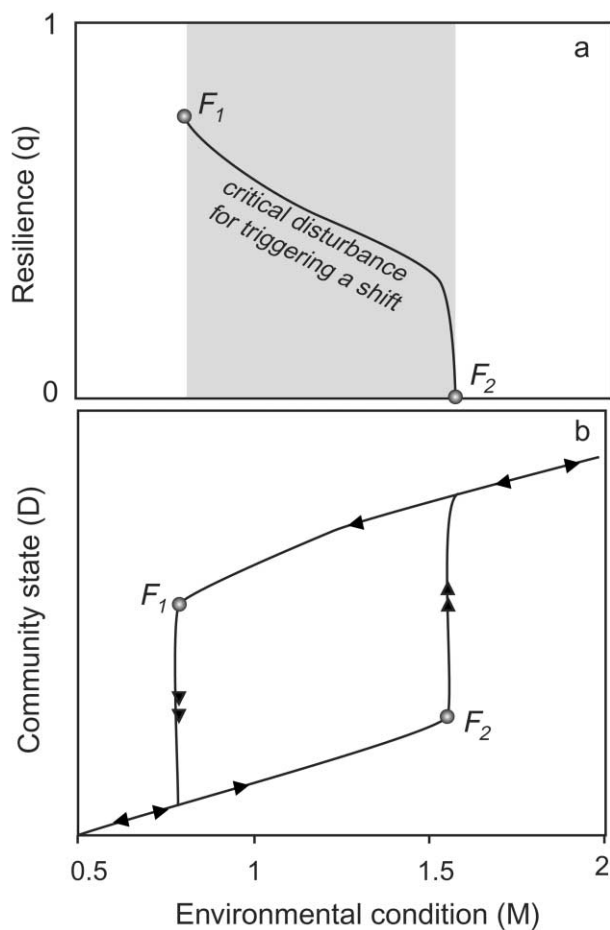 1
a
F1
critical disturbance
for triggering a shift
Resilience (q)
F2
0
b
Community state (D)
F1
F2
0.5
1
1.5
2
Environmental condition (M)